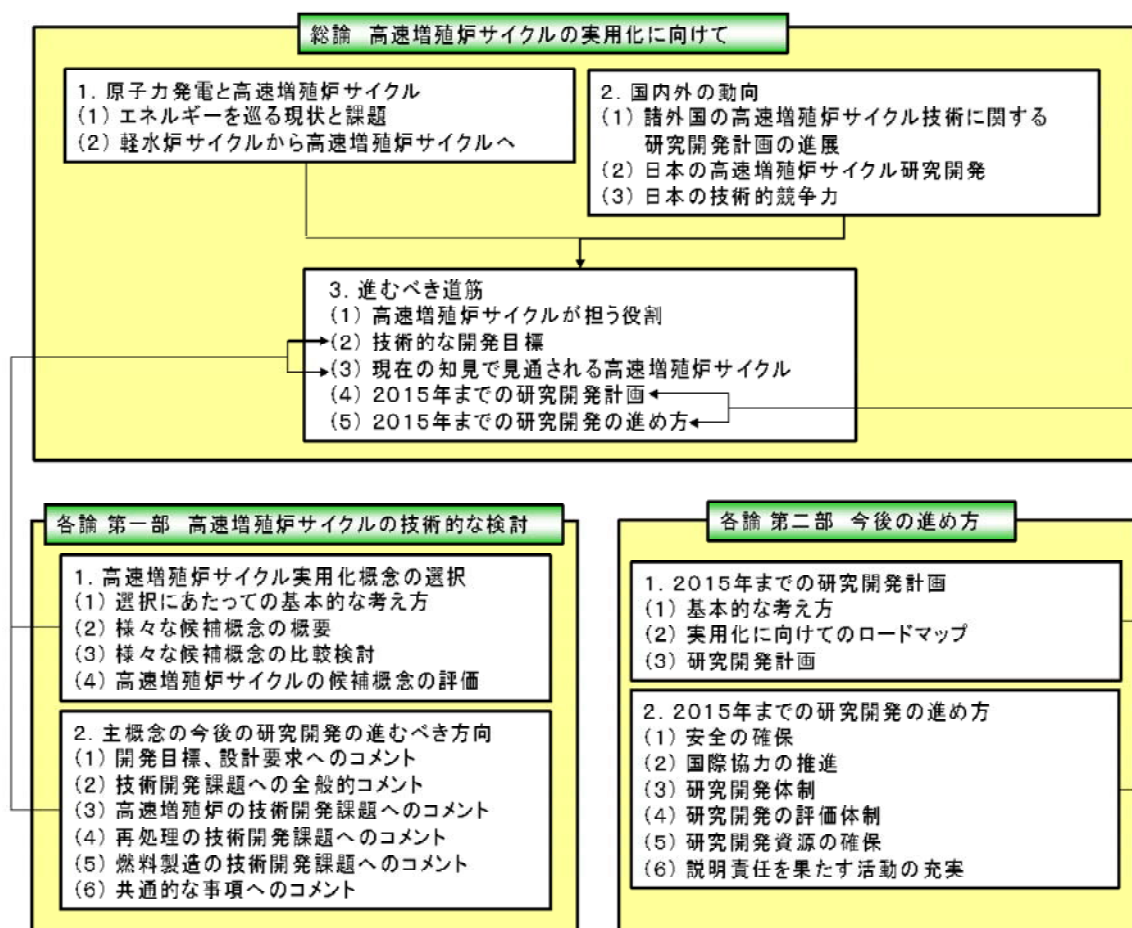 総論 高速増殖炉サイクルの実用化に向けて
1. 原子力発電と高速増殖炉サイクル
(1) エネルギーを巡る現状と課題
(2) 軽水炉サイクルから高速増殖炉サイクルへ
2. 国内外の動向
(1) 諸外国の高速増殖炉サイクル技術に関する
研究開発計画の進展
(2) 日本の高速増殖炉サイクル研究開発
(3) 日本の技術的競争力
3. 進むべき道筋
(1) 高速増殖炉サイクルが担う役割
(2) 技術的な開発目標
(3) 現在の知見で見通される高速増殖炉サイクル
(4) 2015年までの研究開発計画
(5) 2015年までの研究開発の進め方
各論 第一部 高速増殖炉サイクルの技術的な検討
1. 高速増殖炉サイクル実用化概念の選択
(1) 選択にあたっての基本的な考え方
(2) 様々な候補概念の概要
(3) 様々な候補概念の比較検討
(4) 高速増殖炉サイクルの候補概念の評価
2. 主概念の今後の研究開発の進むべき方向
(1) 開発目標、設計要求へのコメント
(2) 技術開発課題への全般的コメント
(3) 高速増殖炉の技術開発課題へのコメント
(4) 再処理の技術開発課題へのコメント
(5) 燃料製造の技術開発課題へのコメント
(6) 共通的な事項へのコメント
各論 第二部 今後の進め方
1. 2015年までの研究開発計画
(1) 基本的な考え方
(2) 実用化に向けてのロードマップ
(3) 研究開発計画
2. 2015年までの研究開発の進め方
(1) 安全の確保
(2) 国際協力の推進
(3) 研究開発体制
(4) 研究開発の評価体制
(5) 研究開発資源の確保
(6) 説明責任を果たす活動の充実